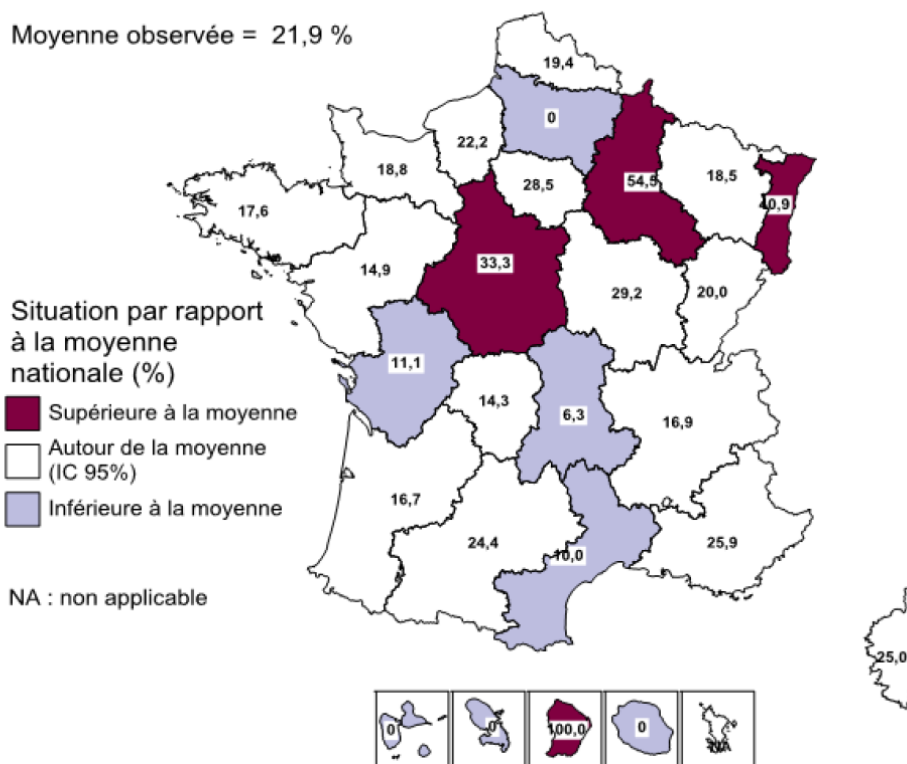 Moyenne observée = 21,9 %
19,4
0
22,2
28,5
54,5
18,5
40,9
18,8
17,6
14,9
33,3
29,2
20,0
Situation par rapport
à la moyenne
nationale (%)
Supérieure à la moyenne
Autour de la moyenne
(IC 95%)
Inférieure à la moyenne
11,1
14,3
6,3
16,9
16,7
24,4
10,0
25,9
NA : non applicable
25,0
0
0
100,0
0
NA